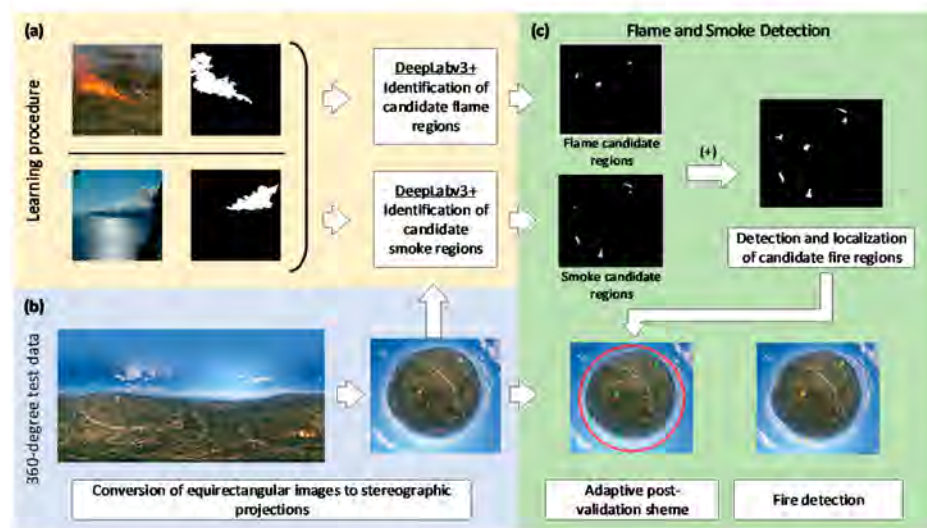 (a)
Learning procedure
DeepLabv3+
Identification of
candidate flame
regions
DeepLabv3+
Identification of
candidate
smoke regions
(b)
360-degree test data
Conversion of equirectangular images to stereographic
projections
(c)
Flame and Smoke Detection
Flame candidate
regions
(+)
Smoke candidate
regions
Detection and localization
of candidate fire regions
Adaptive post-
validation sheme
Fire detection